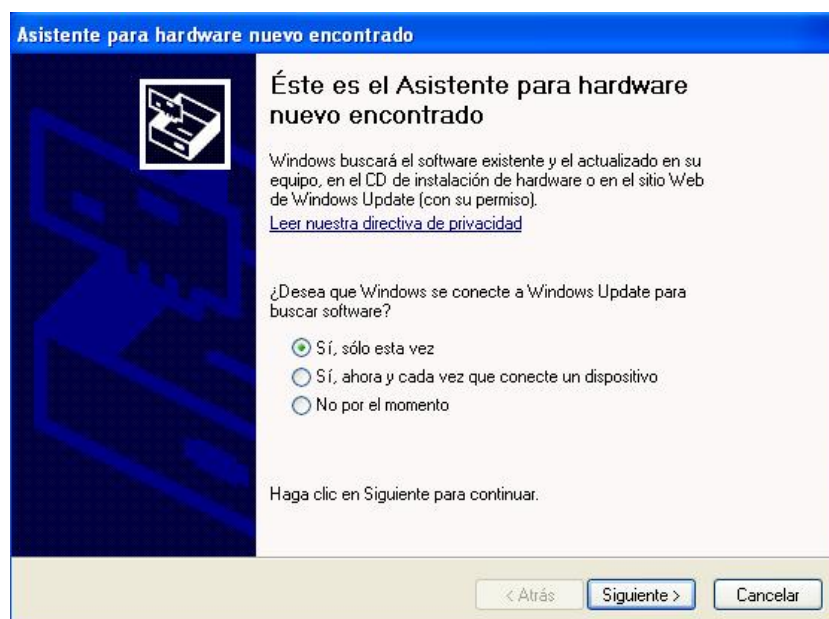 Asistente para hardware nuevo encontrado
Éste es el Asistente para hardware
nuevo encontrado
Windows buscará el software existente y el actualizado en su
equipo, en el CD de instalación de hardware o en el sitio Web
de Windows Update (con su permiso).
Leer nuestra directiva de privacidad
¿Desea que Windows se conecte a Windows Update para
buscar software?
Sí, sólo esta vez
Sí, ahora y cada vez que conecte un dispositivo
No por el momento
Haga clic en Siguiente para continuar.
< Atrás Siguiente > Cancelar